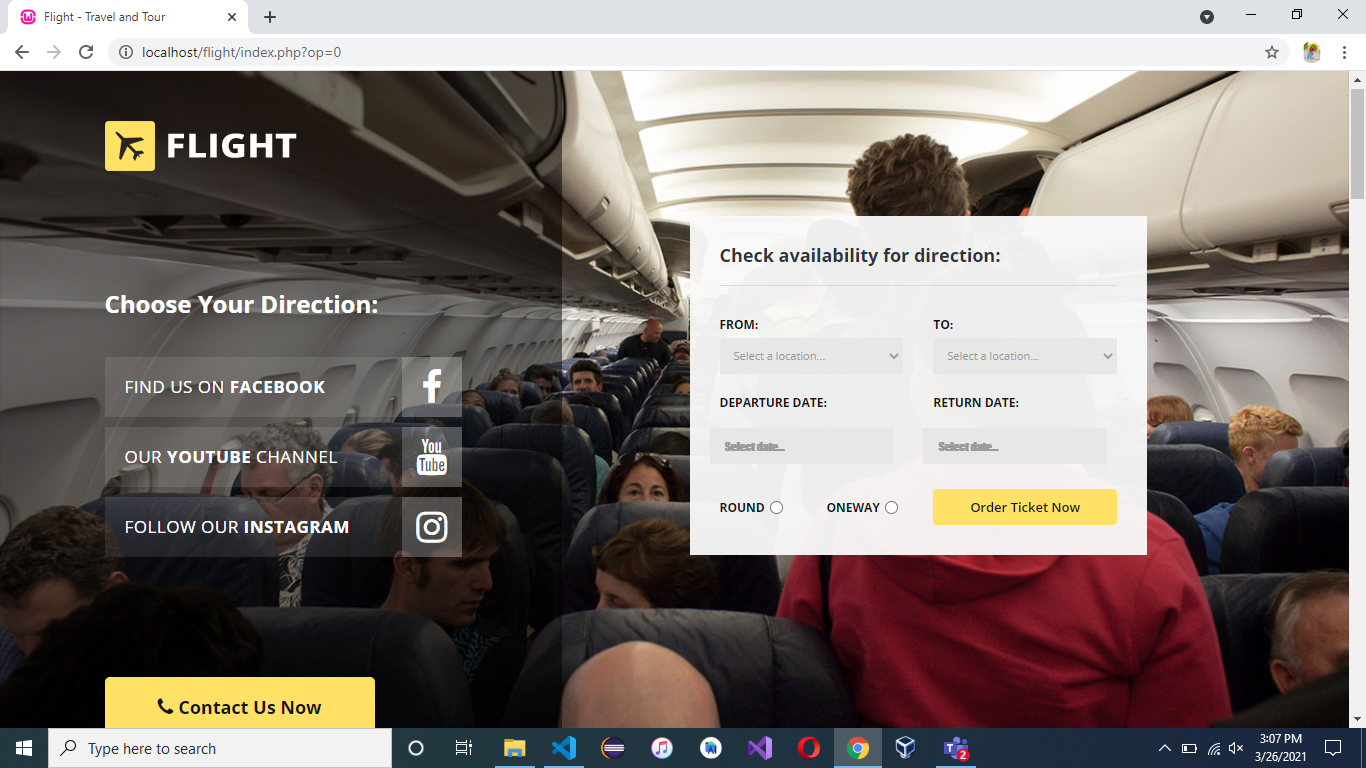 Flight - Travel and Tour
localhost/flight/index.php?op=0
FLIGHT
Choose Your Direction:
FIND US ON FACEBOOK
OUR YOUTUBE CHANNEL
You
Tube
FOLLOW OUR INSTAGRAM
Contact Us Now
Check availability for direction:
FROM:
TO:
Select a location...
Select a location...
DEPARTURE DATE:
RETURN DATE:
Select date...
Select date...
ROUND
ONEWAY
Order Ticket Now
Type here to search
2
3:07 PM
3/26/2021